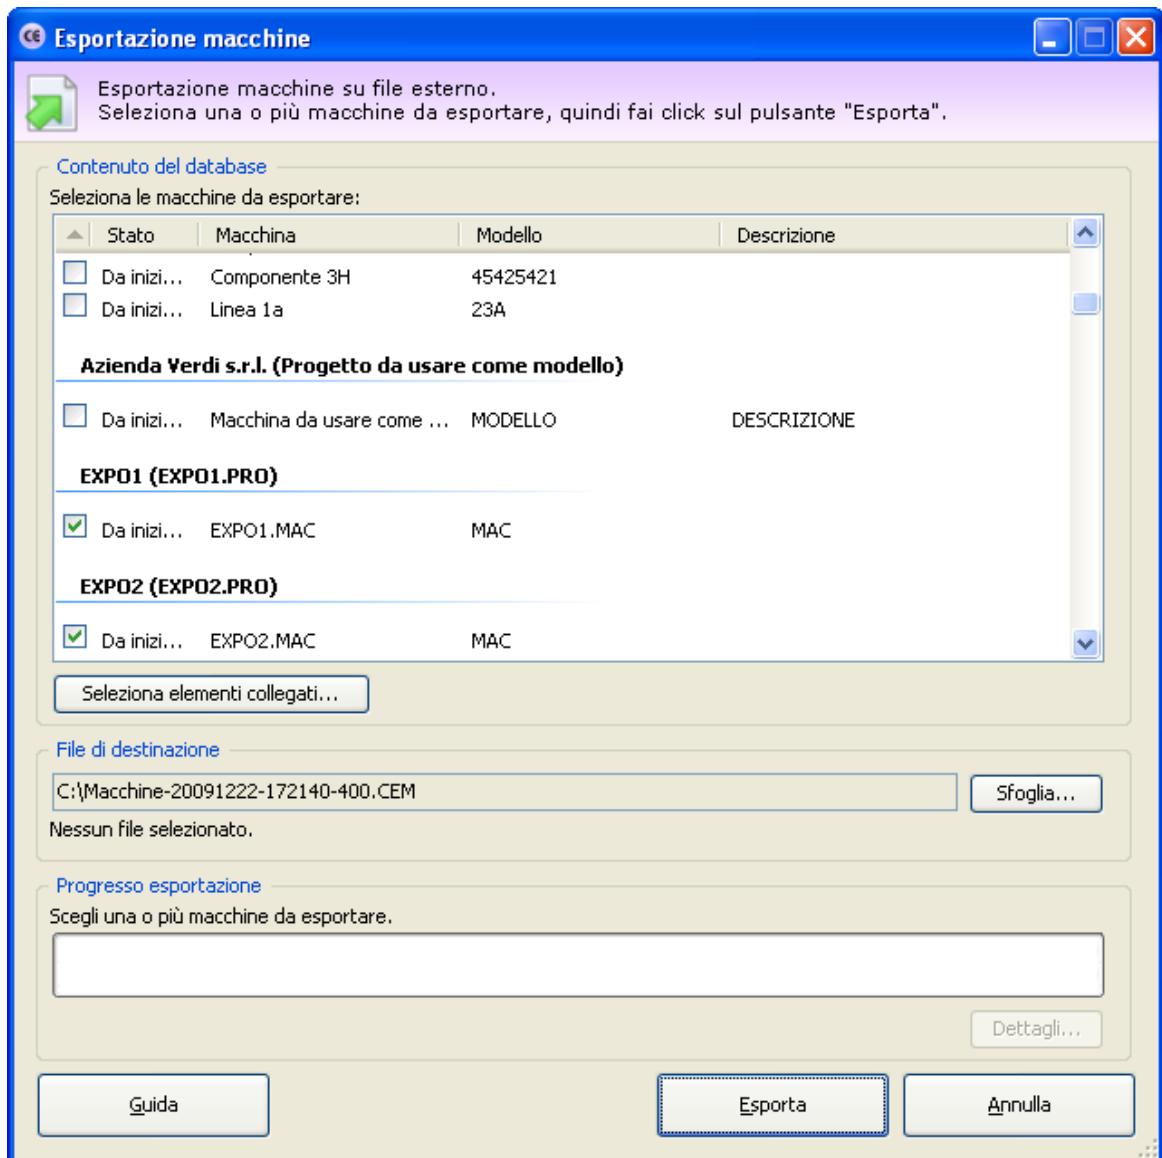 CE Esportazione macchine
Esportazione macchine su file esterno.
Seleziona una o più macchine da esportare, quindi fai click sul pulsante "Esporta".
Contenuto del database
Seleziona le macchine da esportare:
Stato Macchina Modello Descrizione
Da inizi... Componente 3H 45425421
Da inizi... Linea 1a 23A
Azienda Verdi s.r.l. (Progetto da usare come modello)
Da inizi... Macchina da usare come ... MODELLO DESCRIZIONE
EXPO1 (EXPO1.PRO)
Da inizi... EXPO1.MAC MAC
EXPO2 (EXPO2.PRO)
Da inizi... EXPO2.MAC MAC
Seleziona elementi collegati...
File di destinazione
C:\Macchine-20091222-172140-400.CEM Sfoglia...
Nessun file selezionato.
Progresso esportazione
Scegli una o più macchine da esportare.
Dettagli...
Guida Esporta Annulla